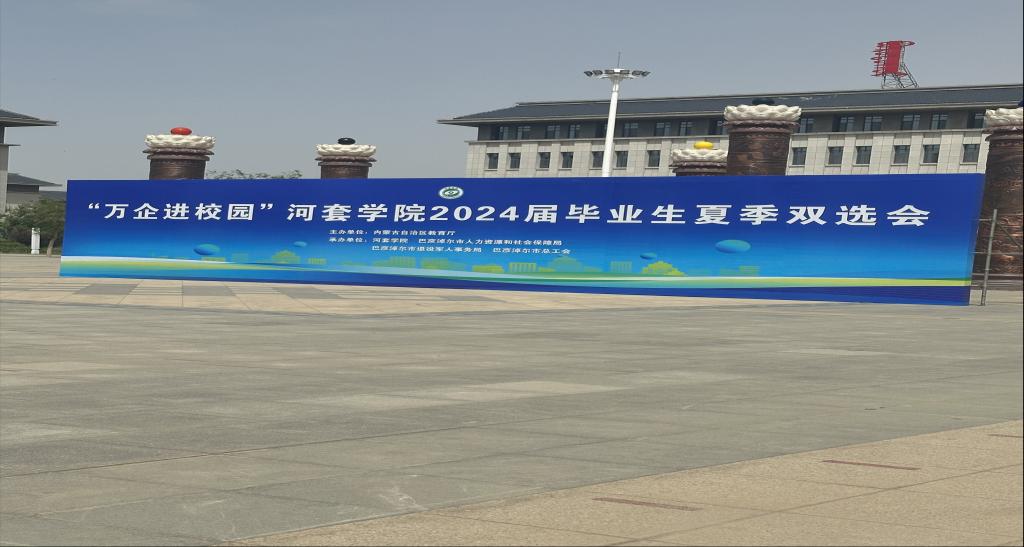 “万企进校园”河套学院2024届毕业生夏季双选会
主办单位：内蒙古自治区教育厅
承办单位：河套学院 巴彦淖尔市人力资源和社会保障局
巴彦淖尔市退役军人事务局 巴彦淖尔市总工会